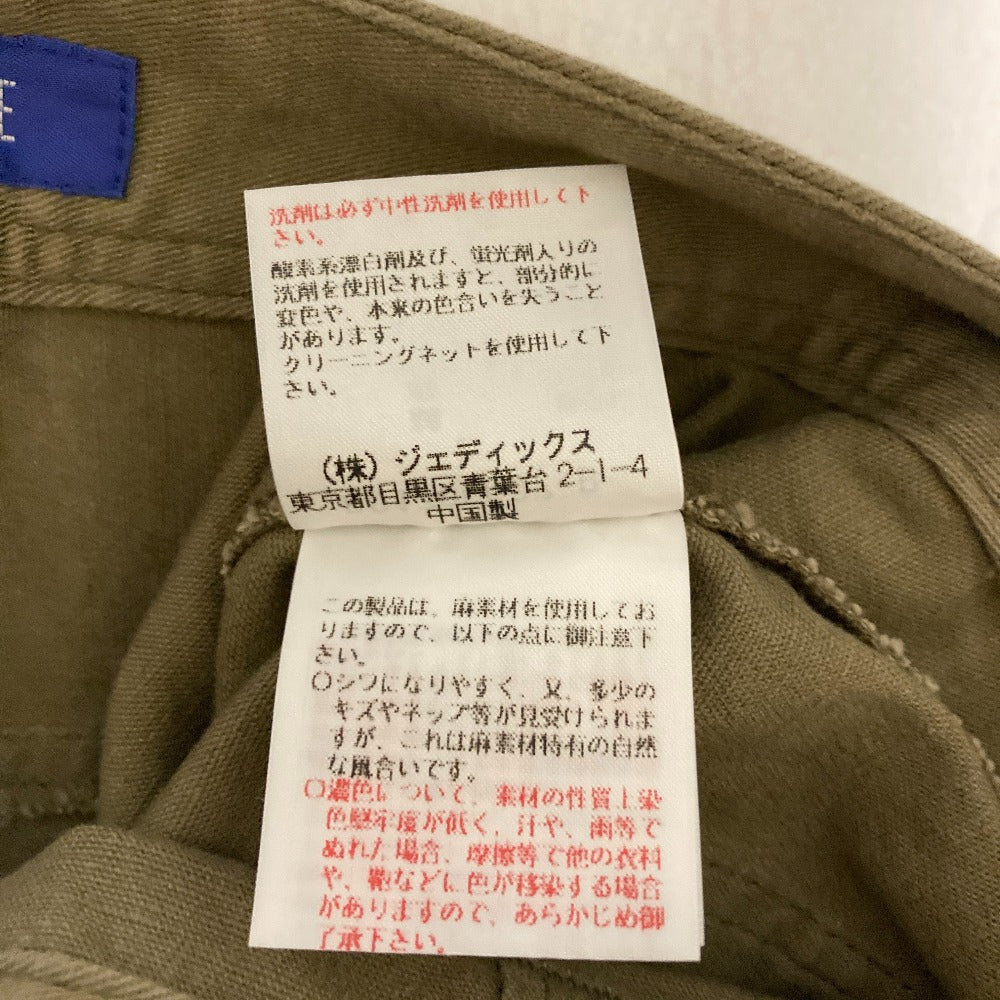 E
洗剤は必ず中性洗剤を使用して下
さい。
酸素系漂白剤及び、蛍光剤入りの
洗剤を使用されますと、部分的に
変色や、本来の色合いを失うこと
があります。
クリーニングネットを使用して下
さい。
(株) ジェディックス
東京都目黒区青葉台2-1-4
中国製
この製品は、麻素材を使用してお
りますので、以下の点に御注意下
さい。
○シワになりやすく、又、多少の
キズやネップ等が見受けられま
すが、これは麻素材特有の自然
な風合いです。
○濃色について、素材の性質上染
色堅牢度が低く、汗や、雨等で
ぬれた場合、摩擦等で他の衣料
や、鞄などに色が移染する場合
がありますので、あらかじめ御
了承下さい。